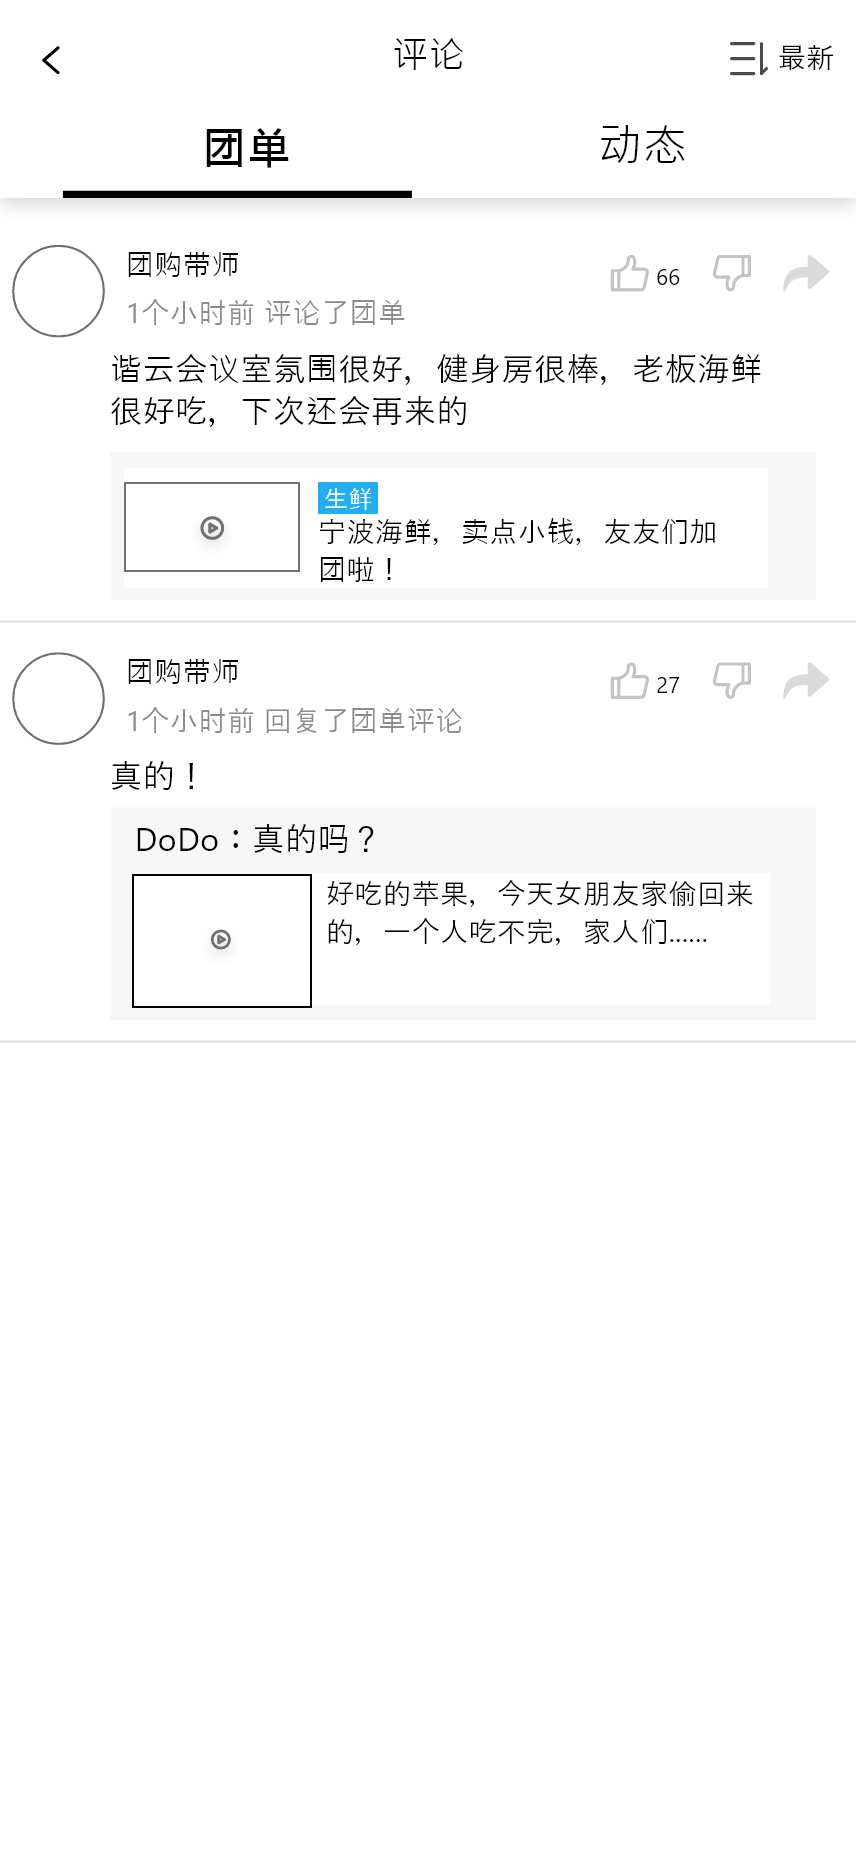 评论
最新
团单
动态
团购带师
66
1个小时前 评论了团单
谐云会议室氛围很好，健身房很棒，老板海鲜
很好吃，下次还会再来的
生鲜
宁波海鲜，卖点小钱，友友们加
团啦！
团购带师
27
1个小时前 回复了团单评论
真的！
DoDo：真的吗？
好吃的苹果，今天女朋友家偷回来
的，一个人吃不完，家人们......